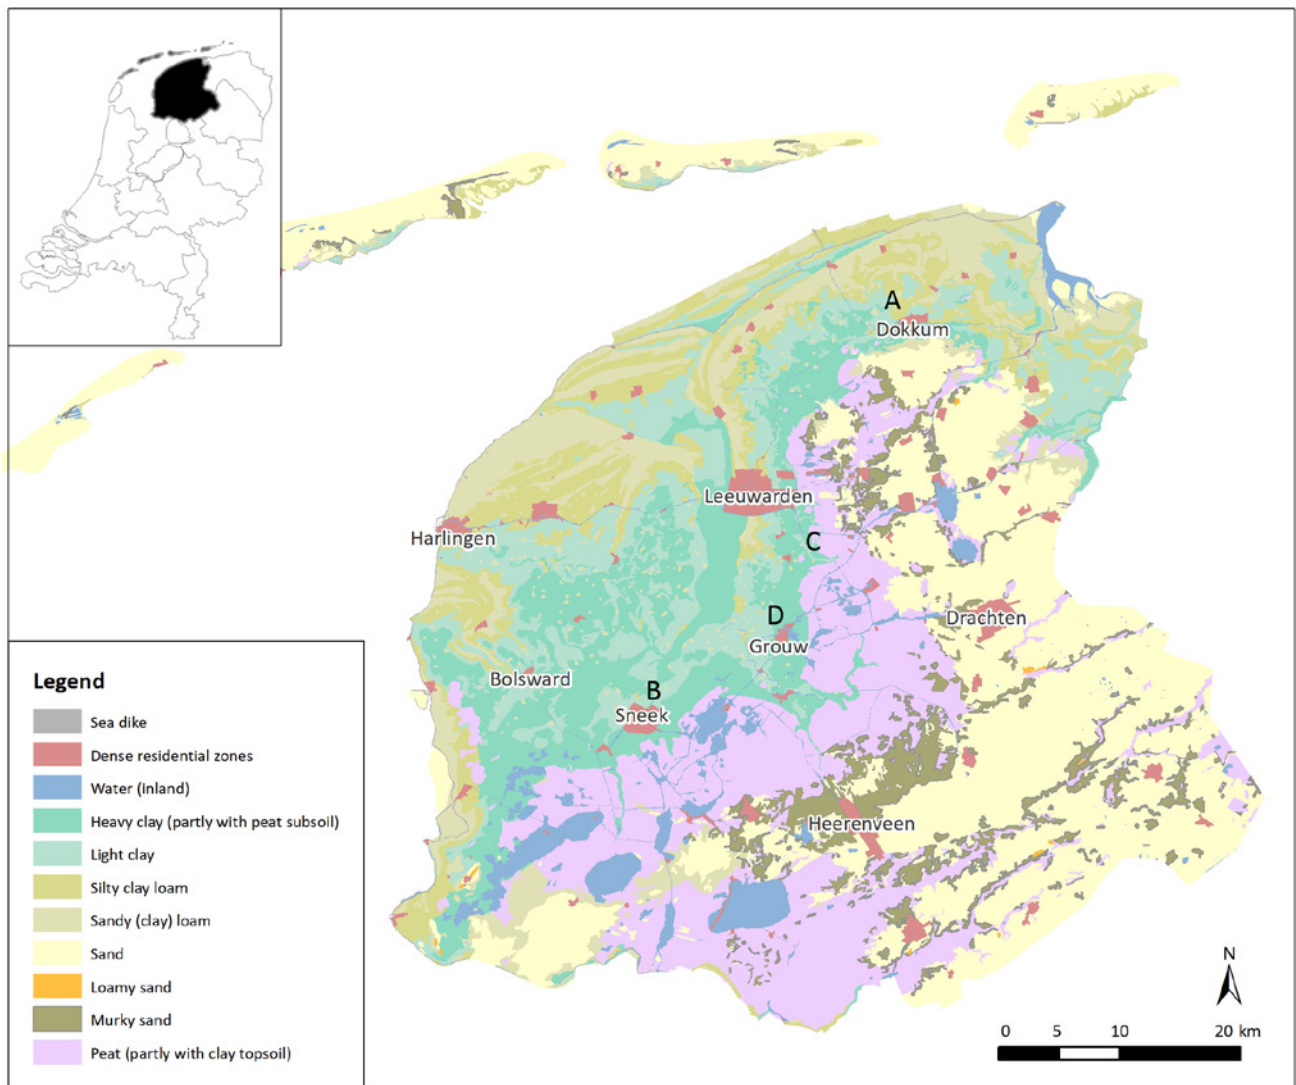 A
Dokkum
Leeuwarden
Harlingen
C
D
Drachten
Grouw
Bolsward
B
Sneek
Heerenveen
Legend
Sea dike
Dense residential zones
Water (inland)
Heavy clay (partly with peat subsoil)
Light clay
Silty clay loam
Sandy (clay) loam
Sand
Loamy sand
Murky sand
Peat (partly with clay topsoil)
N
0 5 10 20 km